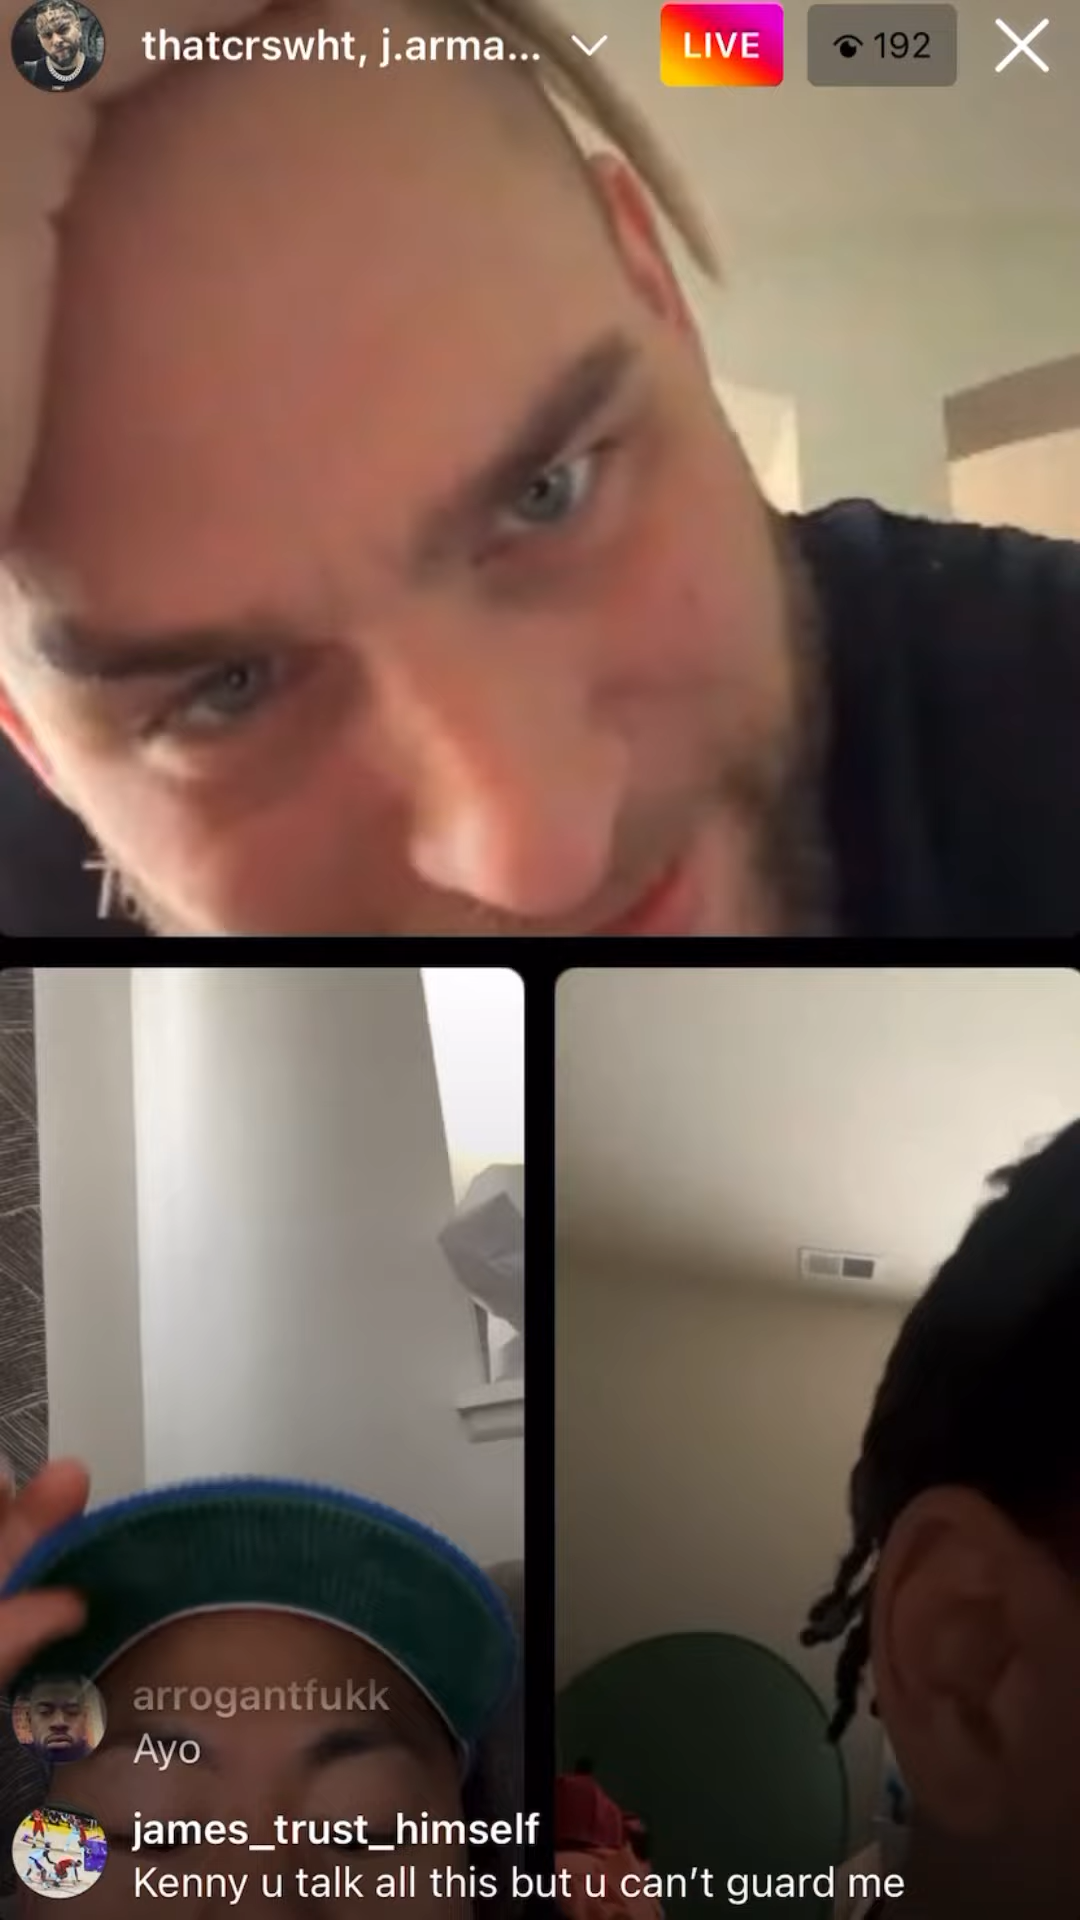 thatcrswht, j.arma...
LIVE
192
arrogantfukk
Ayo
james_trust_himself
Kenny u talk all this but u can’t guard me